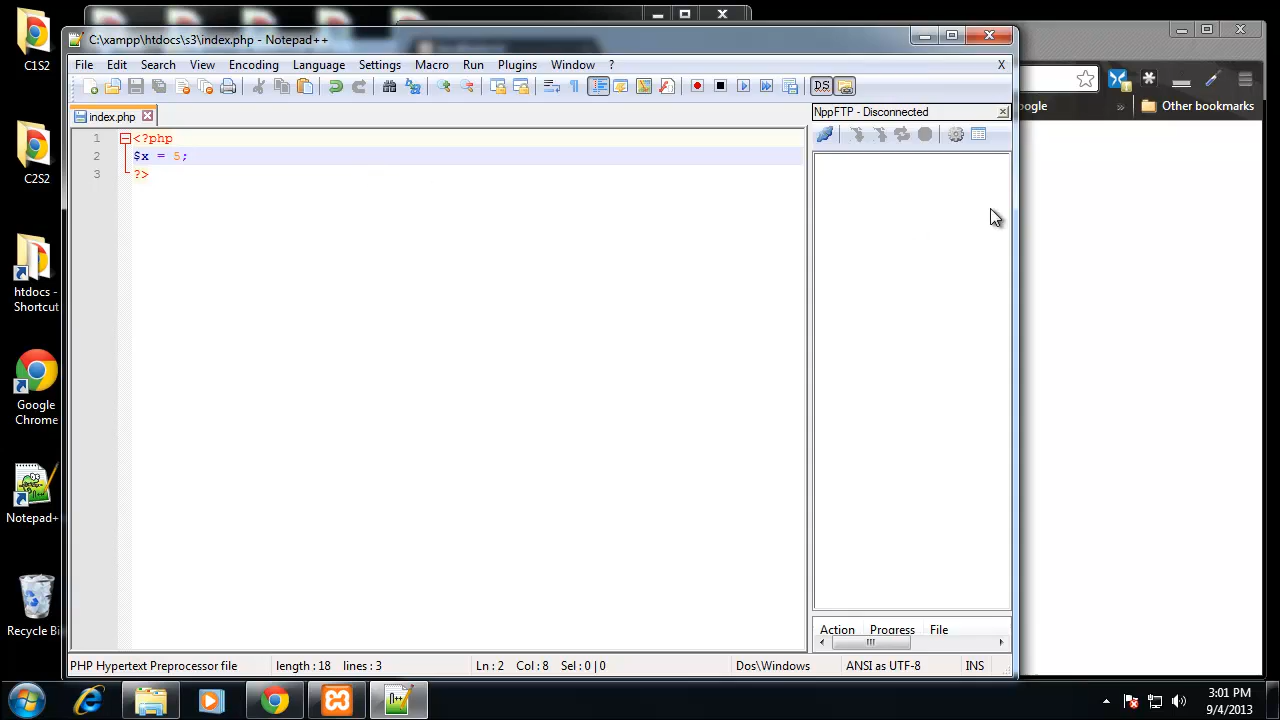 C1S2
C2S2
htdocs -
Shortcut
Google
Chrome
Notepad+
Recycle Bi
C:\xampp\htdocs\s3\index.php - Notepad++
File Edit Search View Encoding Language Settings Macro Run Plugins Window ? X
index.php
NppFTP - Disconnected
1 <?php
2 $x = 5;
3 ?>
Action Progress File
PHP Hypertext Preprocessor file length : 18 lines : 3 Ln : 2 Col : 8 Sel : 0 | 0 Dos\Windows ANSI as UTF-8 INS
ogle » Other bookmarks
3:01 PM
9/4/2013